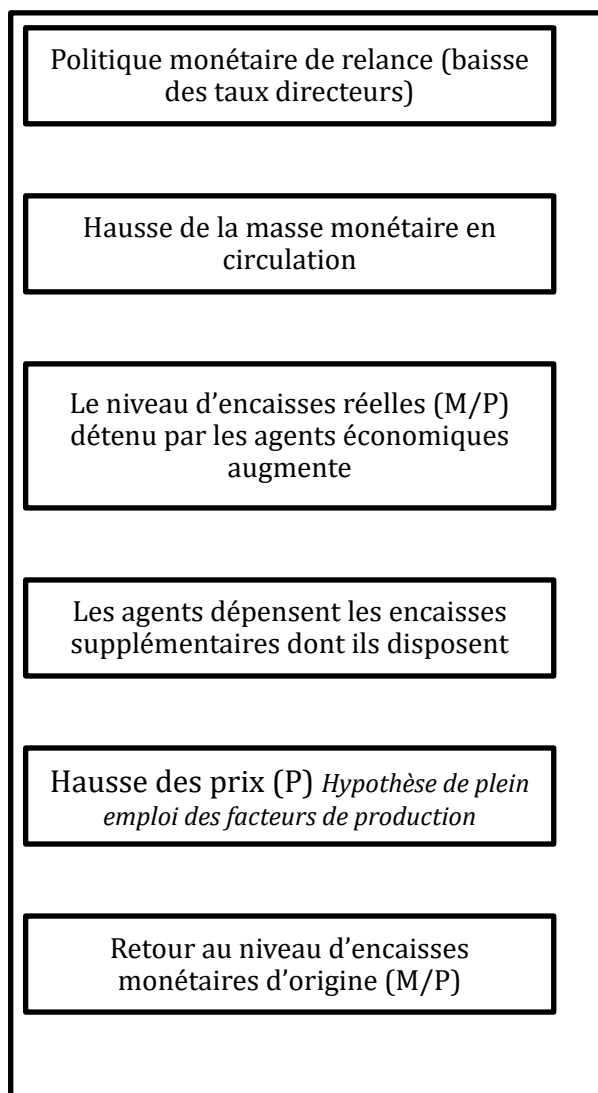 Politique monétaire de relance (baisse
des taux directeurs)
Hausse de la masse monétaire en
circulation
Le niveau d’encaisses réelles (M/P)
détenu par les agents économiques
augmente
Les agents dépensent les encaisses
supplémentaires dont ils disposent
Hausse des prix (P) Hypothèse de plein
emploi des facteurs de production
Retour au niveau d’encaisses
monétaires d’origine (M/P)